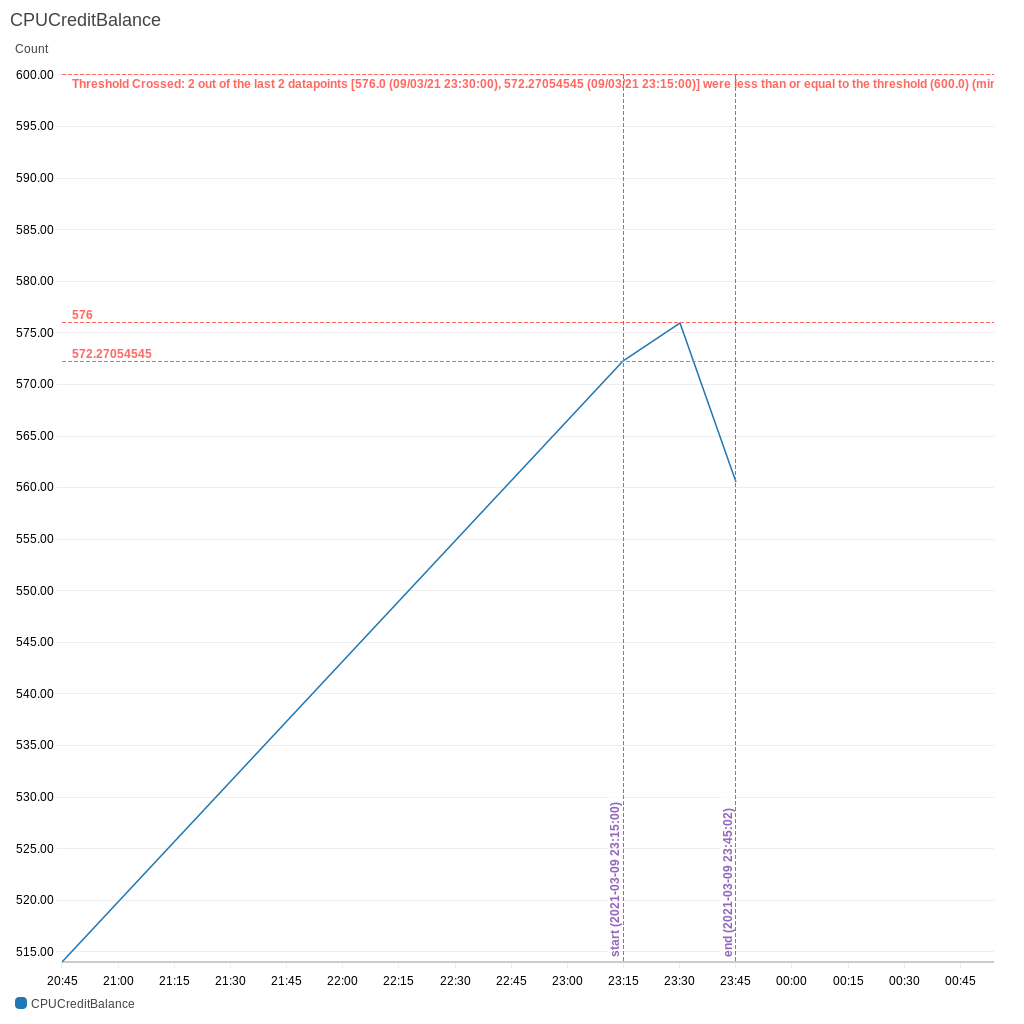 CPUCreditBalance
Count
600.00
Threshold Crossed: 2 out of the last 2 datapoints [576.0 (09/03/21 23:30:00), 572.27054545 (09/03/21 23:15:00)] were less than or equal to the threshold (600.0) (mir
595.00
590.00
585.00
580.00
576
575.00
572.27054545
570.00
565.00
560.00
555.00
550.00
545.00
540.00
535.00
530.00
525.00
520.00
515.00
start (2021-03-09 23:15:00)
end (2021-03-09 23:45:02)
20:45 21:00 21:15 21:30 21:45 22:00 22:15 22:30 22:45 23:00 23:15 23:30 23:45 00:00 00:15 00:30 00:45
CPUCreditBalance